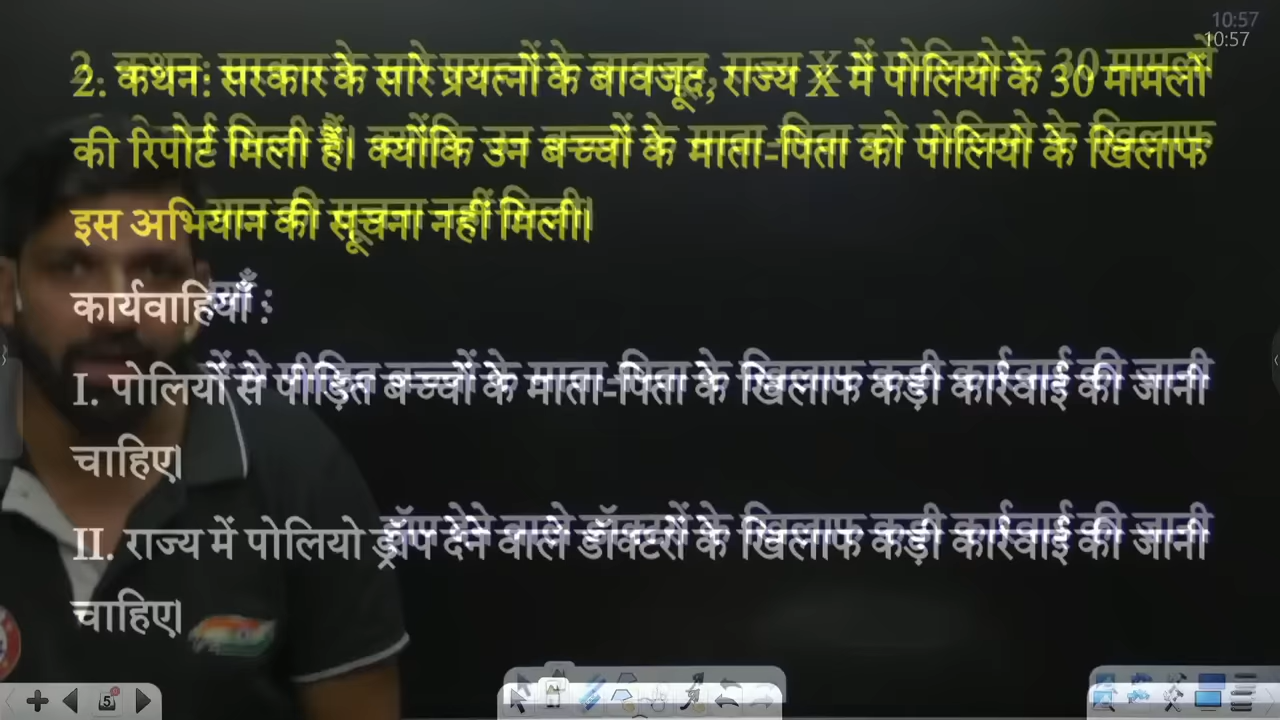 10:57
10:57
2. कथन: सरकार के सारे प्रयत्नों के बावजूद, राज्य X में पोलियो के 30 मामलों
की रिपोर्ट मिली हैं। क्योंकि उन बच्चों के माता-पिता को पोलियो के खिलाफ
इस अभियान की सूचना नहीं मिली।
कार्यवाहियाँ :
I. पोलियों से पीड़ित बच्चों के माता-पिता के खिलाफ कड़ी कार्रवाई की जानी
चाहिए।
II. राज्य में पोलियो ड्रॉप देने वाले डॉक्टरों के खिलाफ कड़ी कार्रवाई की जानी
चाहिए।
5